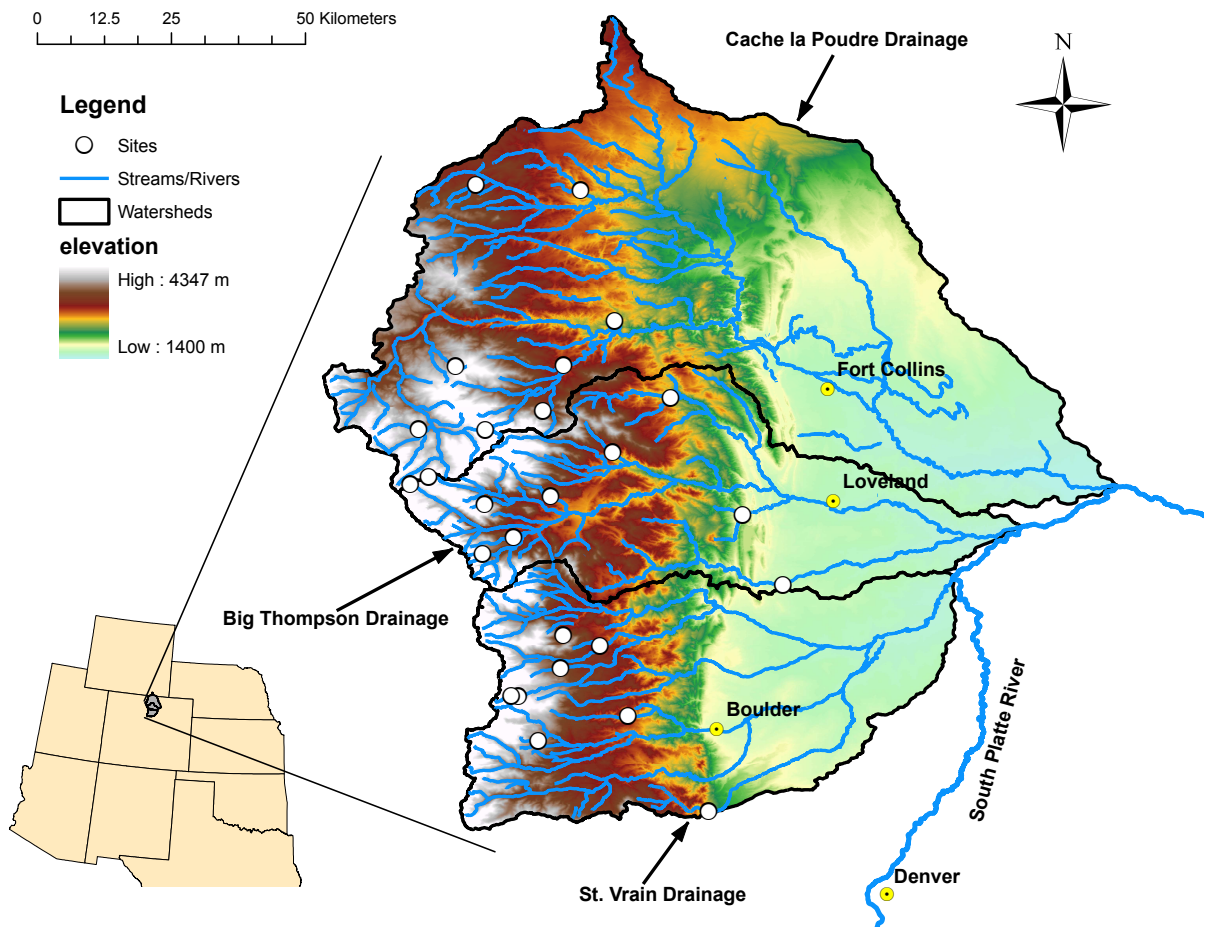 0 12.5 25 50 Kilometers
Cache la Poudre Drainage
N
Legend
Sites
Streams/Rivers
Watersheds
elevation
High : 4347 m
Low : 1400 m
Fort Collins
Loveland
Big Thompson Drainage
Boulder
South Platte River
St. Vrain Drainage
Denver